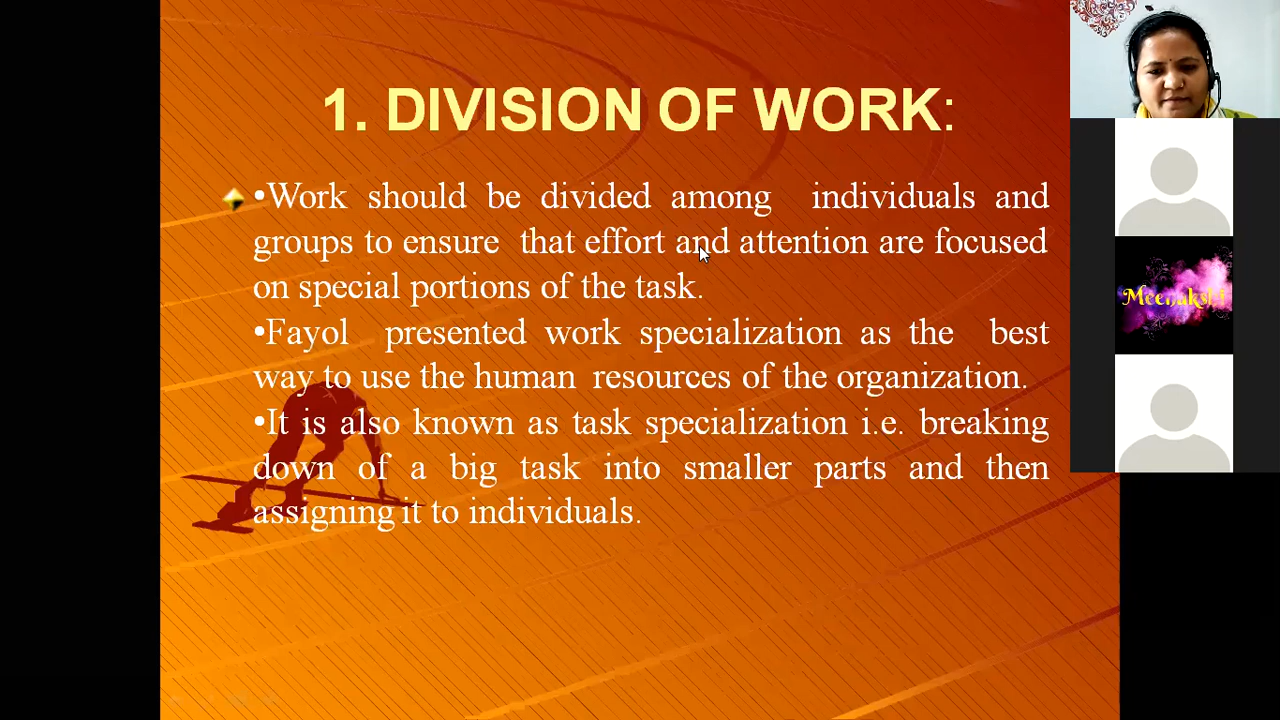 1. DIVISION OF WORK:
•Work should be divided among individuals and
groups to ensure that effort and attention are focused
on special portions of the task.
•Fayol presented work specialization as the best
way to use the human resources of the organization.
•It is also known as task specialization i.e. breaking
down of a big task into smaller parts and then
assigning it to individuals.
Meenakshi